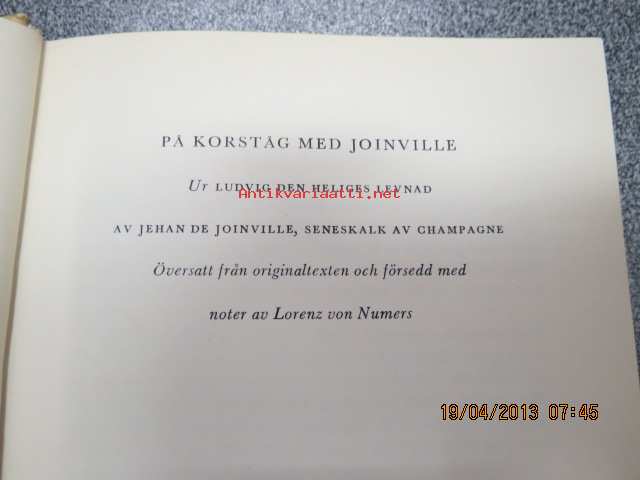 PÅ KORSTÅG MED JOINVILLE
Ur LUDVIG DEN HELIGES LEVNAD
Antikvariaatti.net
AV JEHAN DE JOINVILLE, SENESKALK AV CHAMPAGNE
Översatt från originaltexten och försedd med
noter av Lorenz von Numers
19/04/2013 07:45